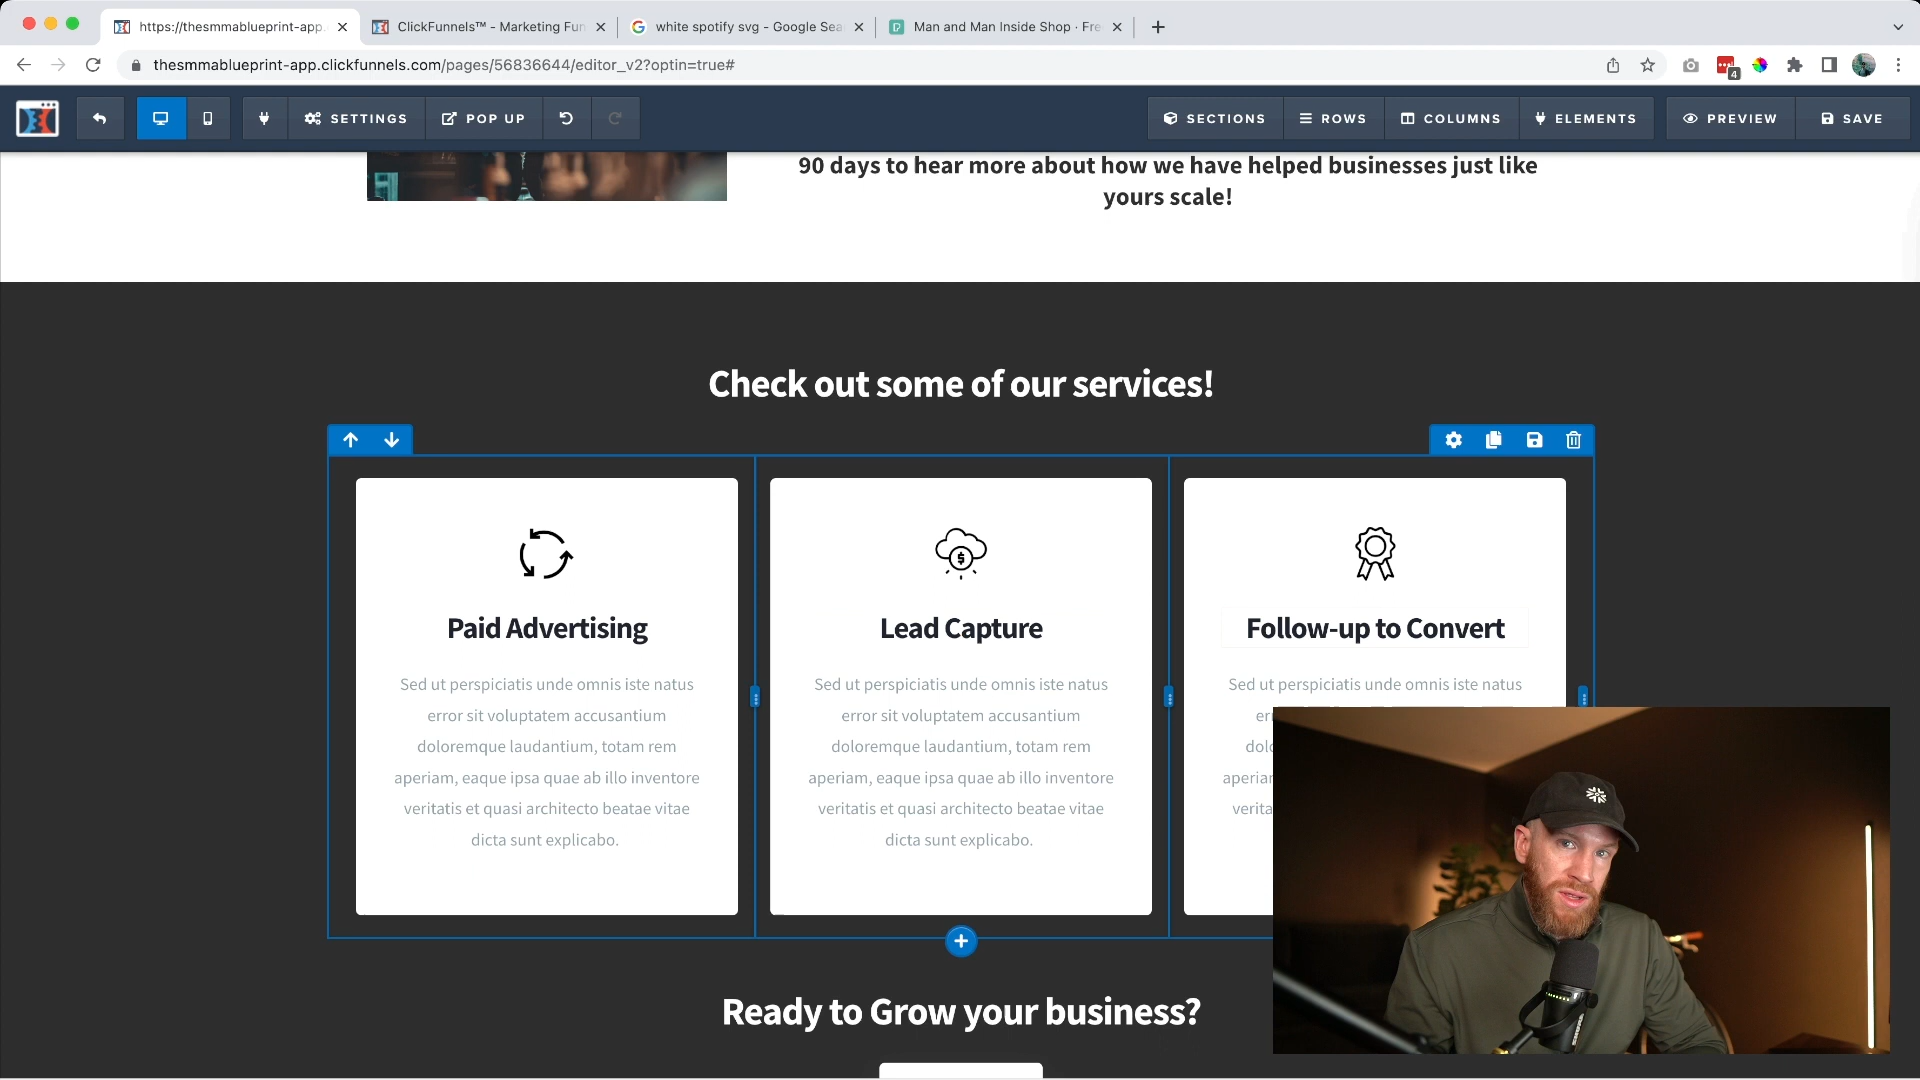 https://thesmmablueprint-app.
ClickFunnels™ - Marketing Fun
white spotify svg - Google Sea
Man and Man Inside Shop · Fre
thesmmablueprint-app.clickfunnels.com/pages/56836644/editor_v2?optin=true#
4
SETTINGS
POP UP
SECTIONS
ROWS
COLUMNS
ELEMENTS
PREVIEW
SAVE
90 days to hear more about how we have helped businesses just like
yours scale!
Check out some of our services!
Paid Advertising
Sed ut perspiciatis unde omnis iste natus
error sit voluptatem accusantium
doloremque laudantium, totam rem
aperiam, eaque ipsa quae ab illo inventore
veritatis et quasi architecto beatae vitae
dicta sunt explicabo.
Lead Capture
Sed ut perspiciatis unde omnis iste natus
error sit voluptatem accusantium
doloremque laudantium, totam rem
aperiam, eaque ipsa quae ab illo inventore
veritatis et quasi architecto beatae vitae
dicta sunt explicabo.
Follow-up to Convert
Sed ut perspiciatis unde omnis iste natus
Ready to Grow your business?